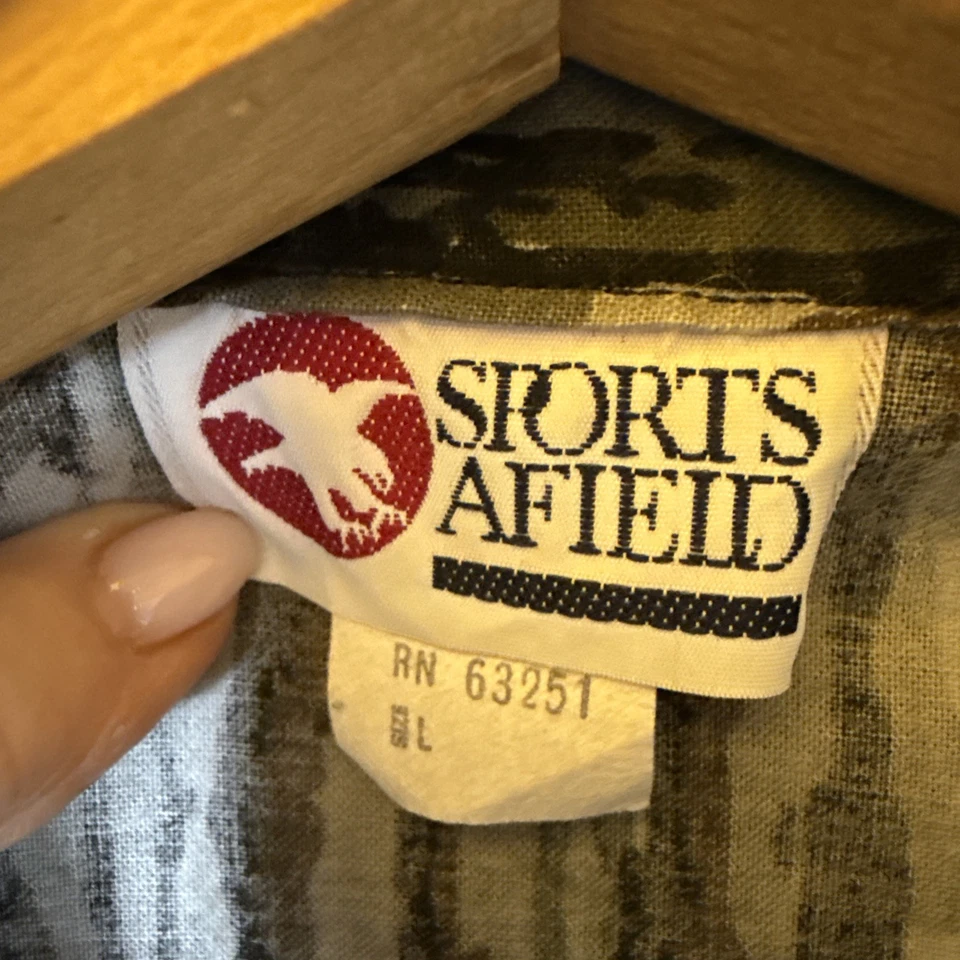 SPORTS
AFIELD
RN 63251
SIZE L